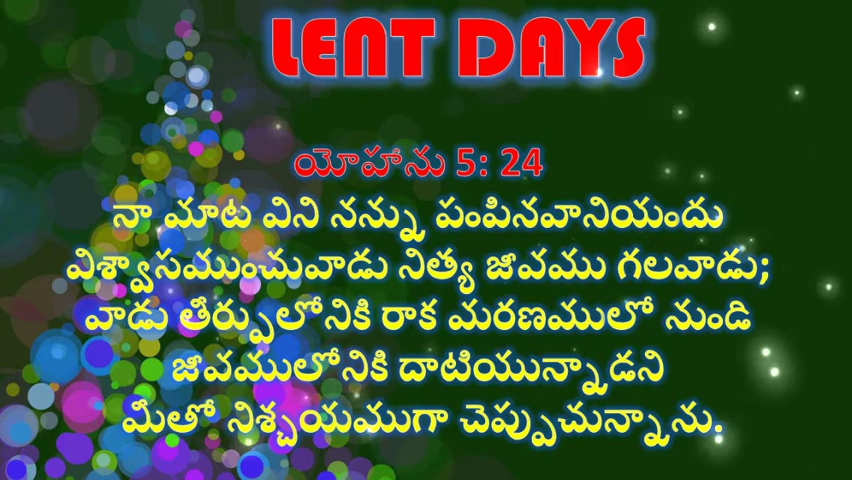 LENT DAYS
యోహాను 5: 24
నా మాట విని నన్ను పంపినవానియందు
విశ్వాసముంచువాడు నిత్య జీవము గలవాడు;
వాడు తీర్పులోనికి రాక మరణములో నుండి
జీవములోనికి దాటియున్నాడని
మీతో నిశ్చయముగా చెప్పుచున్నాను.